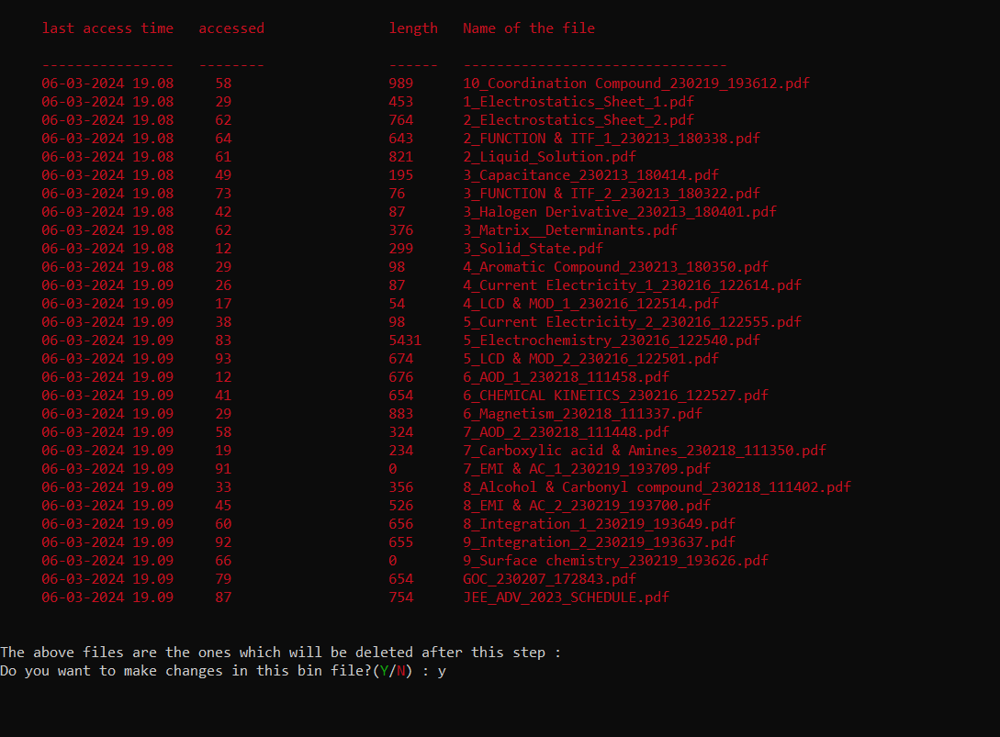 last access time   accessed               length   Name of the file
----------------   --------               ------   --------------------------------
06-03-2024 19.08     58                   989      10_Coordination Compound_230219_193612.pdf
06-03-2024 19.08     29                   453      1_Electrostatics_Sheet_1.pdf
06-03-2024 19.08     62                   764      2_Electrostatics_Sheet_2.pdf
06-03-2024 19.08     64                   643      2_FUNCTION & ITF_1_230213_180338.pdf
06-03-2024 19.08     61                   821      2_Liquid_Solution.pdf
06-03-2024 19.08     49                   195      3_Capacitance_230213_180414.pdf
06-03-2024 19.08     73                   76       3_FUNCTION & ITF_2_230213_180322.pdf
06-03-2024 19.08     42                   87       3_Halogen Derivative_230213_180401.pdf
06-03-2024 19.08     62                   376      3_Matrix__Determinants.pdf
06-03-2024 19.08     12                   299      3_Solid_State.pdf
06-03-2024 19.08     29                   98       4_Aromatic Compound_230213_180350.pdf
06-03-2024 19.08     26                   87       4_Current Electricity_1_230216_122614.pdf
06-03-2024 19.08     17                   54       4_LCD & MOD_1_230216_122514.pdf
06-03-2024 19.09     38                   98       5_Current Electricity_2_230216_122555.pdf
06-03-2024 19.09     83                   5431     5_Electrochemistry_230216_122540.pdf
06-03-2024 19.09     93                   674      5_LCD & MOD_2_230216_122501.pdf
06-03-2024 19.09     12                   676      6_AOD_1_230218_111458.pdf
06-03-2024 19.09     41                   654      6_CHEMICAL KINETICS_230216_122527.pdf
06-03-2024 19.09     29                   883      6_Magnetism_230218_111337.pdf
06-03-2024 19.09     58                   324      7_AOD_2_230218_111448.pdf
06-03-2024 19.09     19                   234      7_Carboxylic acid & Amines_230218_111350.pdf
06-03-2024 19.09     91                   0        7_EMI & AC_1_230219_193709.pdf
06-03-2024 19.09     33                   356      8_Alcohol & Carbonyl compound_230218_111402.pdf
06-03-2024 19.09     45                   526      8_EMI & AC_2_230219_193700.pdf
06-03-2024 19.09     60                   656      8_Integration_1_230219_193649.pdf
06-03-2024 19.09     92                   655      9_Integration_2_230219_193637.pdf
06-03-2024 19.09     66                   0        9_Surface chemistry_230219_193626.pdf
06-03-2024 19.09     79                   654      GOC_230207_172843.pdf
06-03-2024 19.09     87                   754      JEE_ADV_2023_SCHEDULE.pdf
The above files are the ones which will be deleted after this step :
Do you want to make changes in this bin file?(Y/N) : y